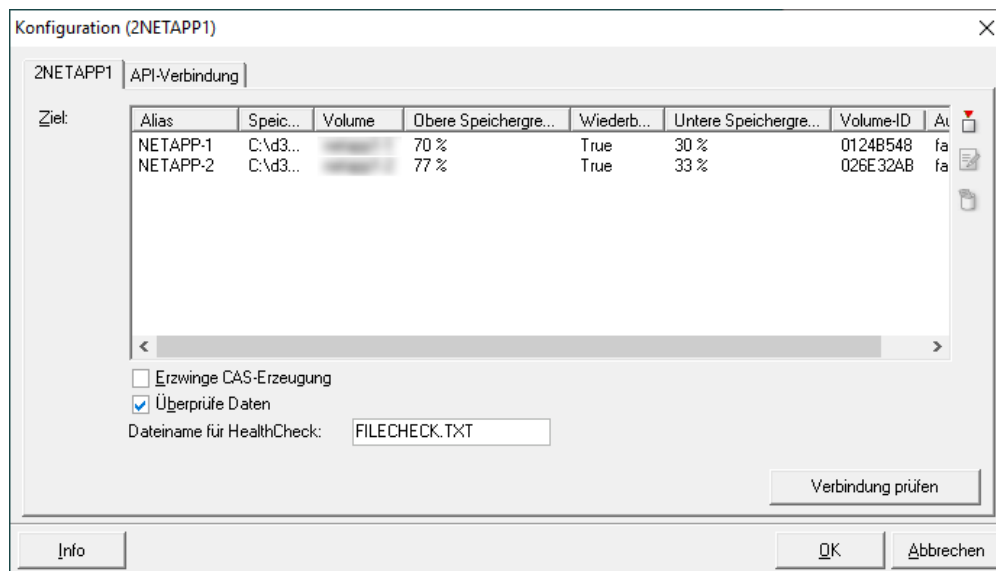 Konfiguration (2NETAPP1)
2NETAPP1 API-Verbindung
Ziel:
Alias Speic... Volume Obere Speichergre... Wiederb... Untere Speichergre... Volume-ID
NETAPP-1 C:\d3... 70 % True 30 % 0124B548 fa
NETAPP-2 C:\d3... 77 % True 33 % 026E32AB fa
Erzwinge CAS-Erzeugung
Überprüfe Daten
Dateiname für HealthCheck: FILECHECK.TXT
Verbindung prüfen
Info OK Abbrechen